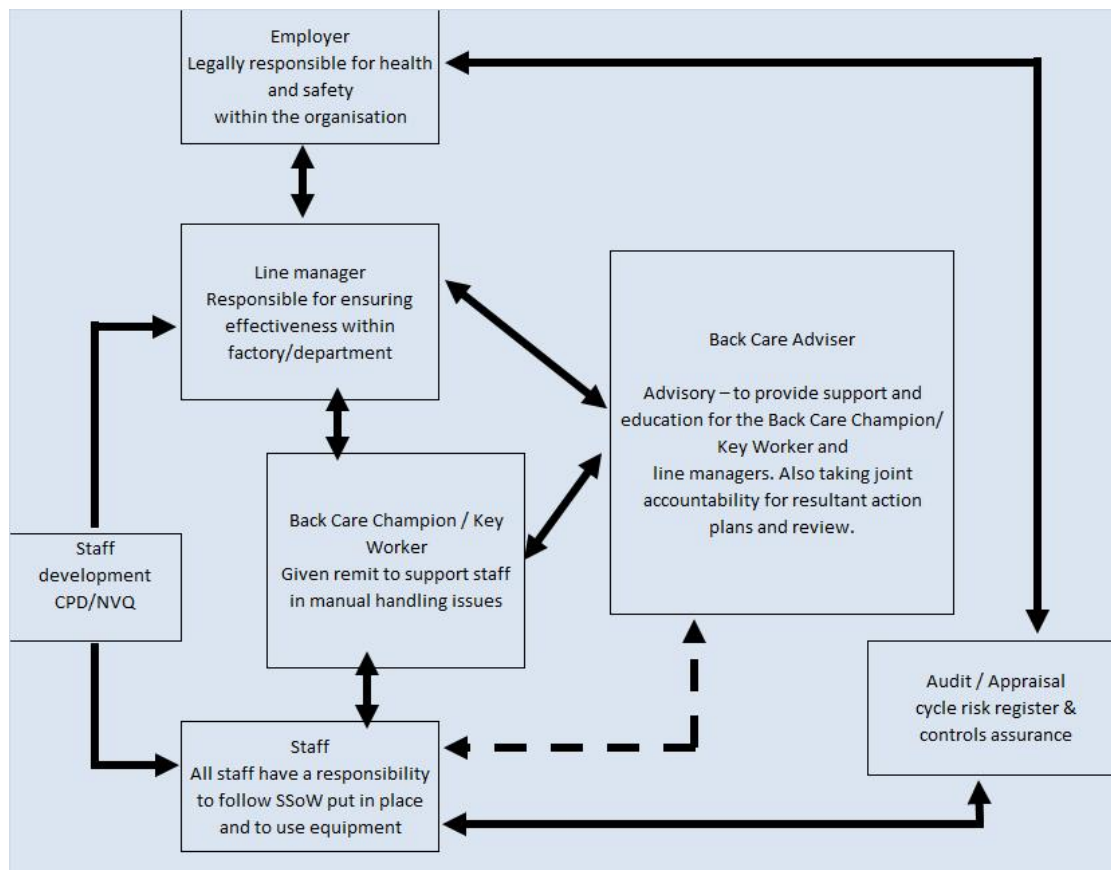 Employer
Legally responsible for health
and safety
within the organisation
Line manager
Responsible for ensuring
effectiveness within
factory/department
Back Care Adviser
Advisory – to provide support and
education for the Back Care Champion/
Key Worker and
line managers. Also taking joint
accountability for resultant action
plans and review.
Back Care Champion / Key
Worker
Given remit to support staff
in manual handling issues
Staff
development
CPD/NVQ
Audit / Appraisal
cycle risk register &
controls assurance
Staff
All staff have a responsibility
to follow SSoW put in place
and to use equipment